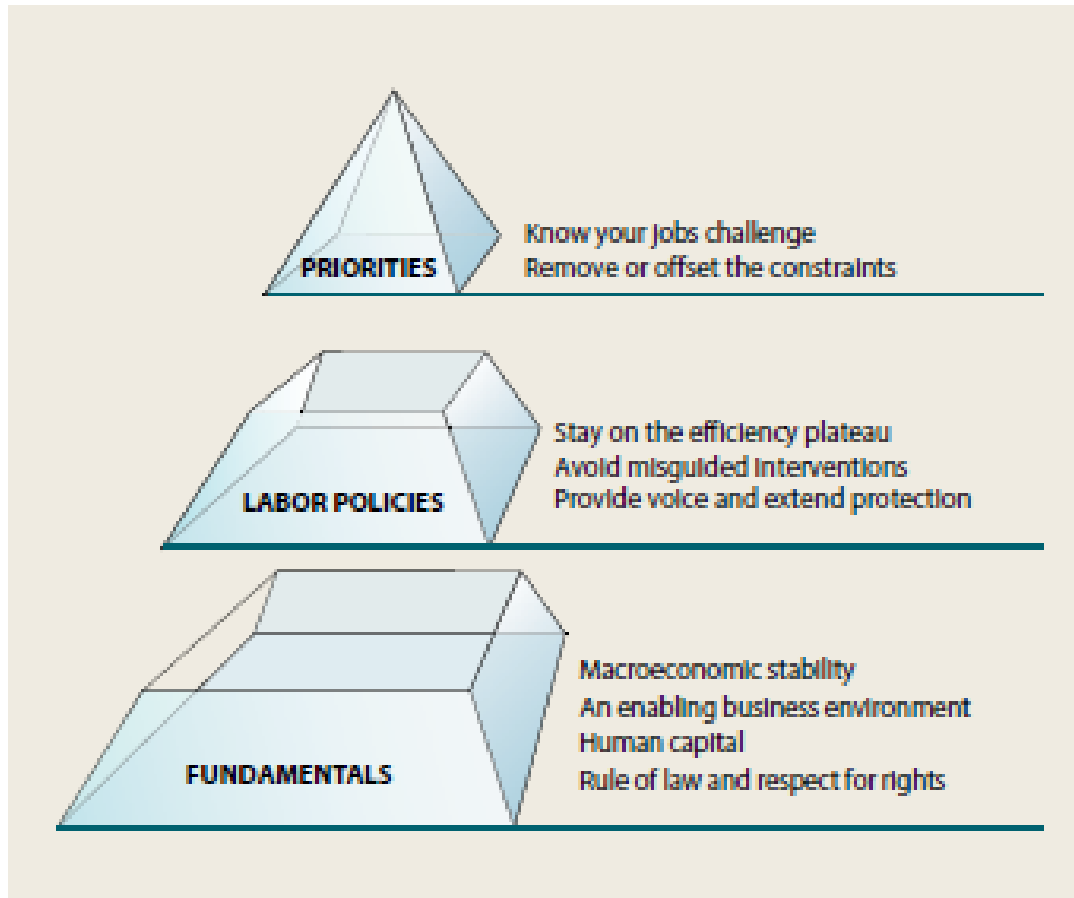 PRIORITIES
Know your jobs challenge
Remove or offset the constraints
LABOR POLICIES
Stay on the efficiency plateau
Avoid misguided interventions
Provide voice and extend protection
FUNDAMENTALS
Macroeconomic stability
An enabling business environment
Human capital
Rule of law and respect for rights